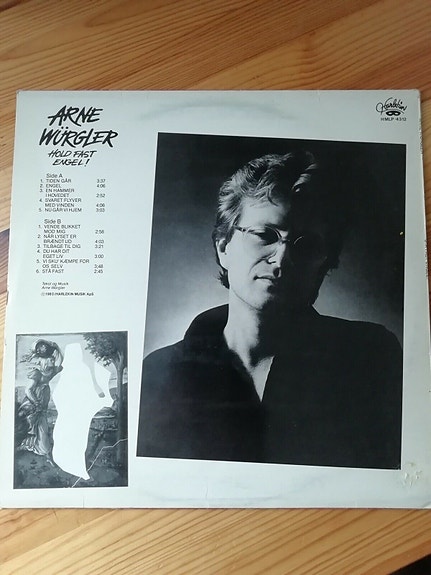 ARNE
WÜRGLER
HOLD FAST
ENGEL!
Harlekin
HMLP 4313
Side A
1. TIDEN GÅR 3:37
2. ENGEL 4:06
3. EN HAMMER
I HOVEDET 2:52
4. SVARET FLYVER
MED VINDEN 4:06
5. NU GÅR VI HJEM 3:03
Side B
1. VENDE BLIKKET
MOD MIG 2:56
2. NÅR LYSET ER
BRÆNDT UD 4:03
3. TILBAGE TIL DIG 3:21
4. DU HAR DIT
EGET LIV 3:00
5. VI SKU' KÆMPE FOR
OS SELV 3:48
6. STÅ FAST 2:45
Tekst og Musik
Arne Würgler
Ⓟ1983 HARLEKIN MUSIK ApS